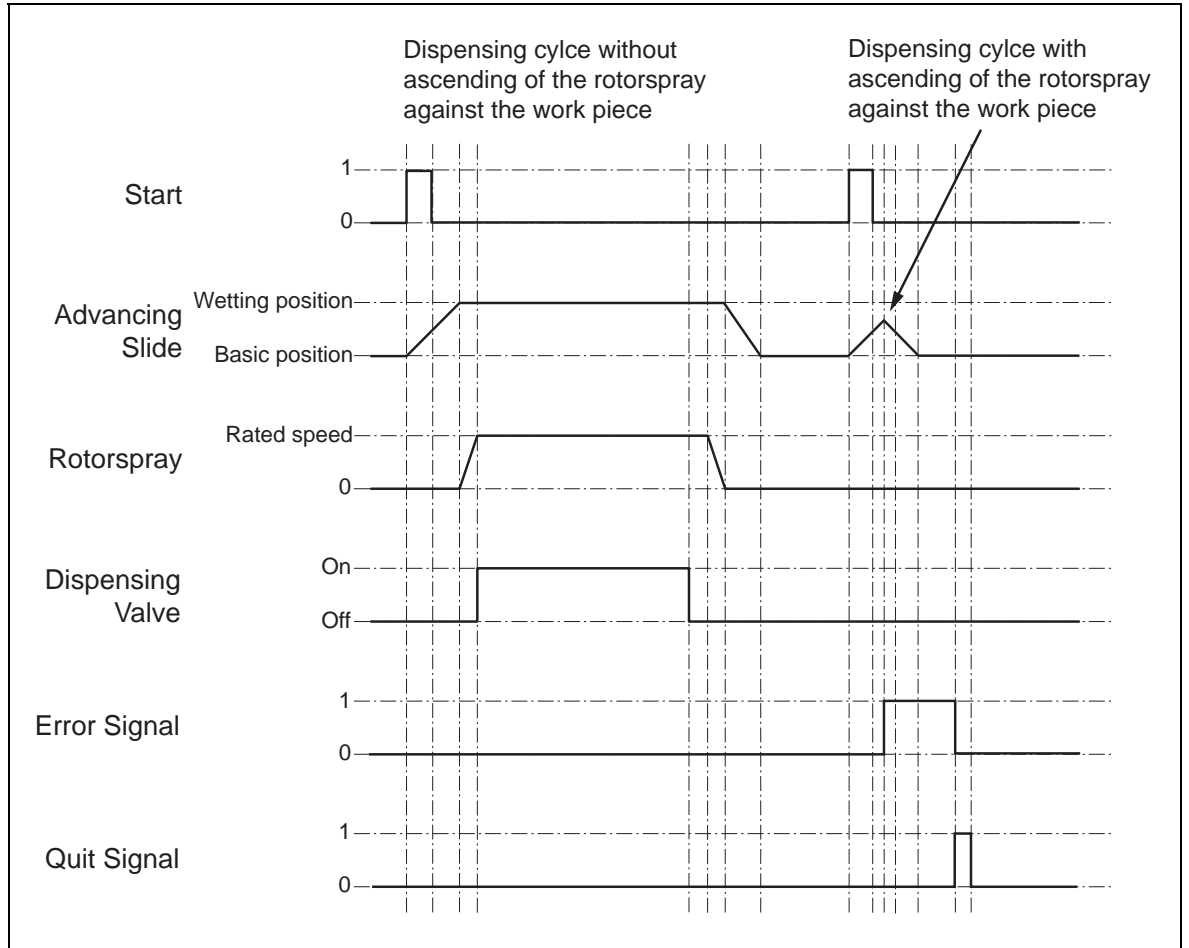 Dispensing cylce without
ascending of the rotorspray
against the work piece
Dispensing cylce with
ascending of the rotorspray
against the work piece
Start
1
0
Advancing
Slide
Wetting position
Basic position
Rotorspray
Rated speed
0
Dispensing
Valve
On
Off
Error Signal
1
0
Quit Signal
1
0